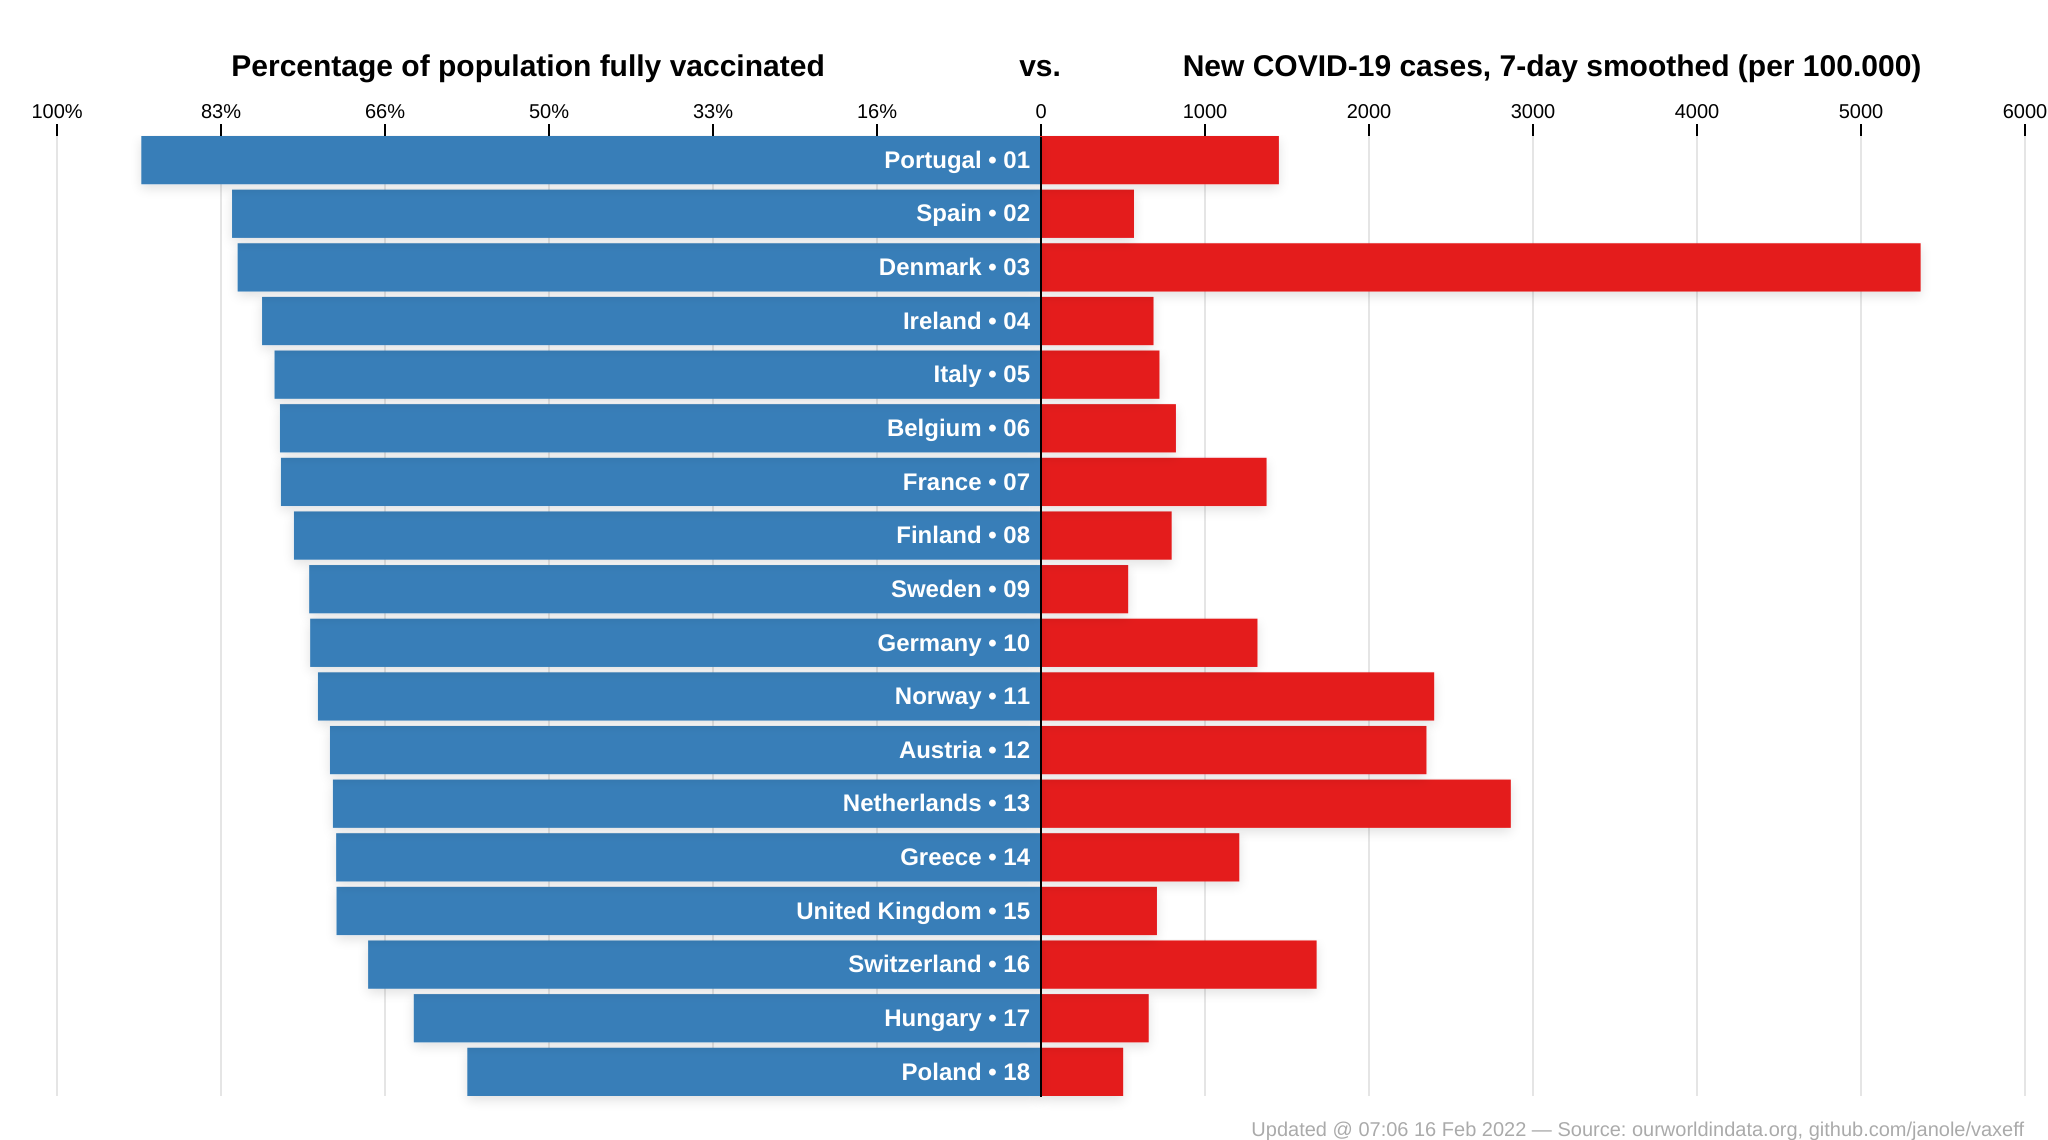 Percentage of population fully vaccinated vs. New COVID-19 cases, 7-day smoothed (per 100.000)
100% 83% 66% 50% 33% 16% 0 1000 2000 3000 4000 5000 6000
Portugal • 01
Spain • 02
Denmark • 03
Ireland • 04
Italy • 05
Belgium • 06
France • 07
Finland • 08
Sweden • 09
Germany • 10
Norway • 11
Austria • 12
Netherlands • 13
Greece • 14
United Kingdom • 15
Switzerland • 16
Hungary • 17
Poland • 18
Updated @ 07:06 16 Feb 2022 — Source: ourworldindata.org, github.com/janole/vaxeff